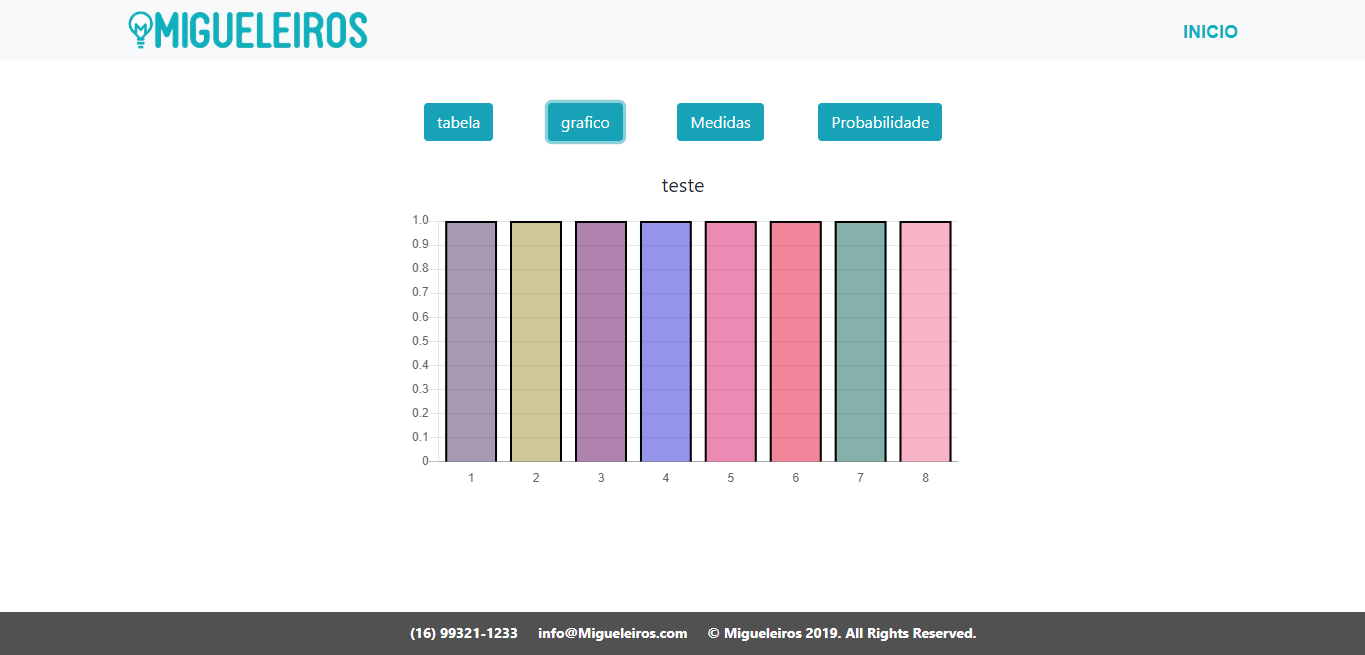 MIGUELEIROS INICIO
tabela grafico Medidas Probabilidade
teste
1.0
0.9
0.8
0.7
0.6
0.5
0.4
0.3
0.2
0.1
0
1 2 3 4 5 6 7 8
(16) 99321-1233 info@Migueleiros.com © Migueleiros 2019. All Rights Reserved.